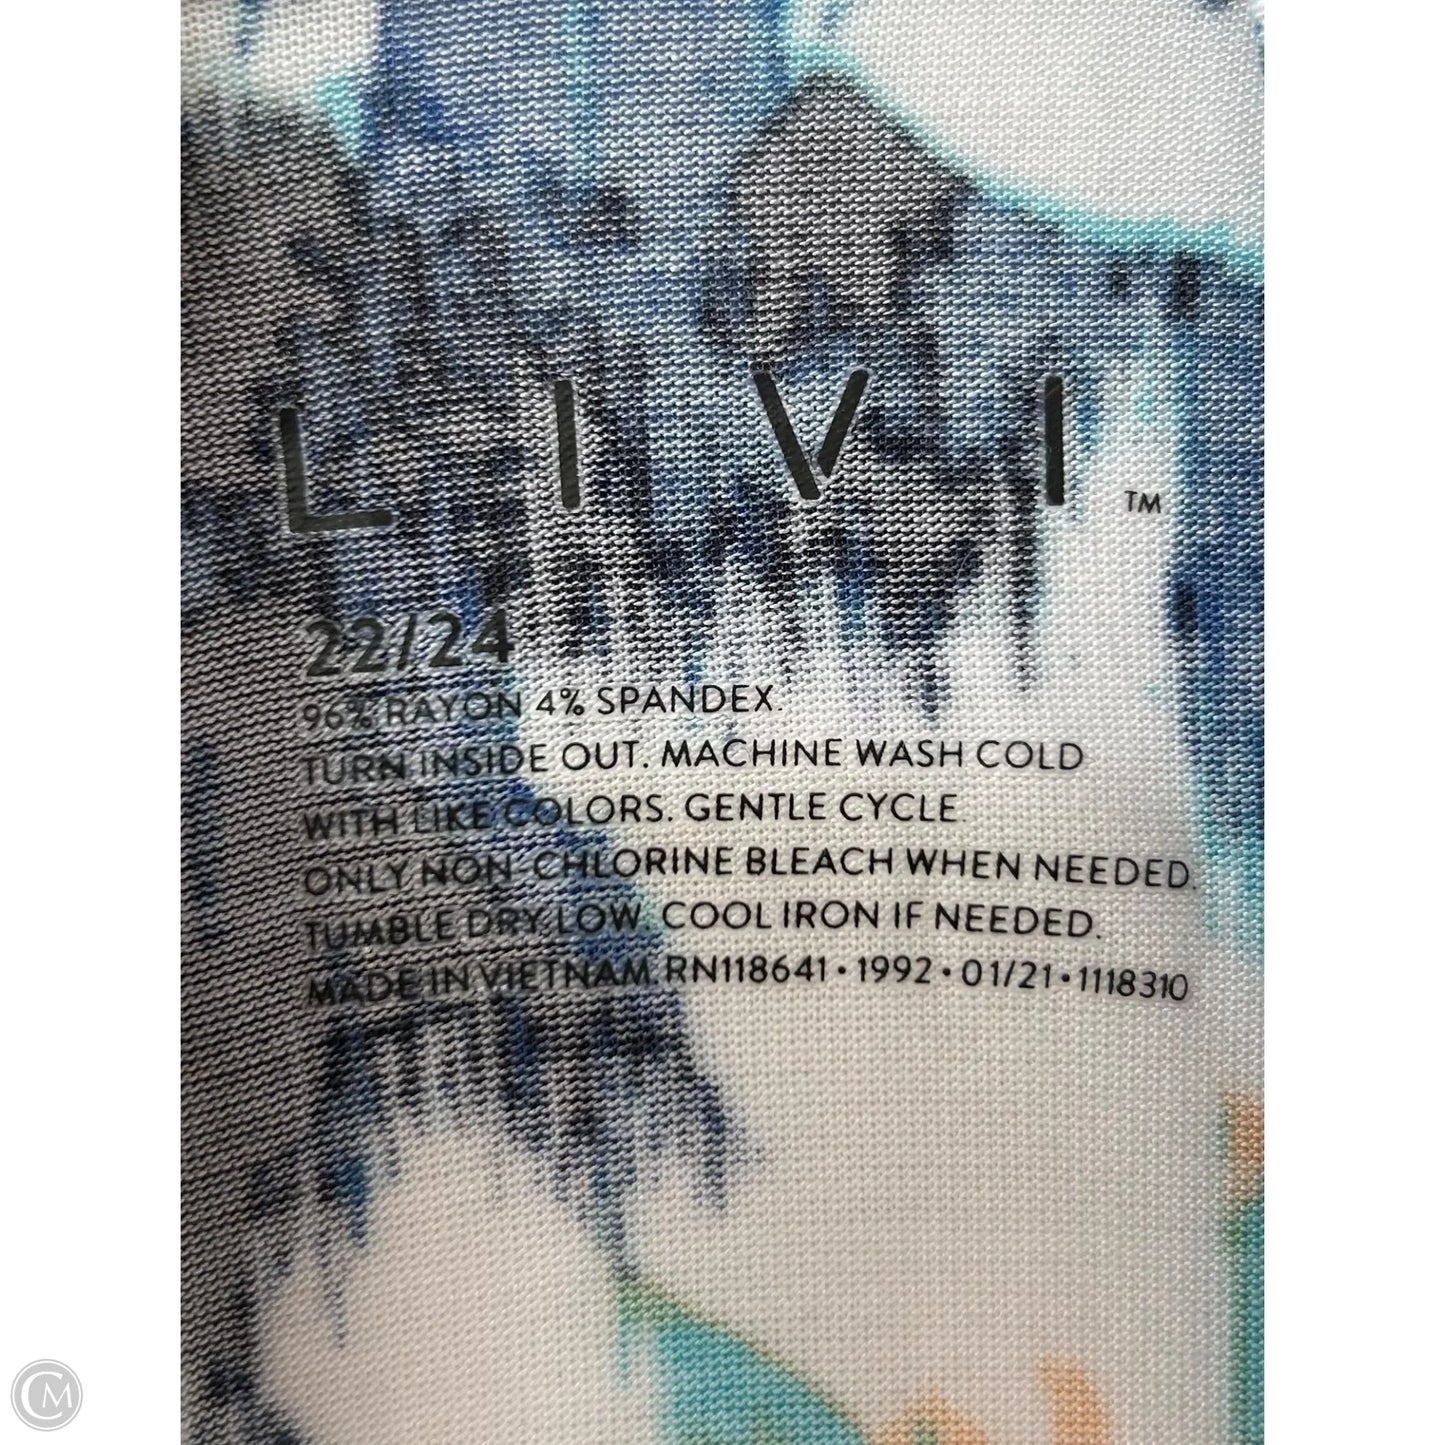 LIVI™
22/24
96% RAYON 4% SPANDEX.
TURN INSIDE OUT. MACHINE WASH COLD
WITH LIKE COLORS. GENTLE CYCLE.
ONLY NON-CHLORINE BLEACH WHEN NEEDED.
TUMBLE DRY LOW. COOL IRON IF NEEDED.
MADE IN VIETNAM. RN118641 • 1992 • 01/21 • 1118310
CM